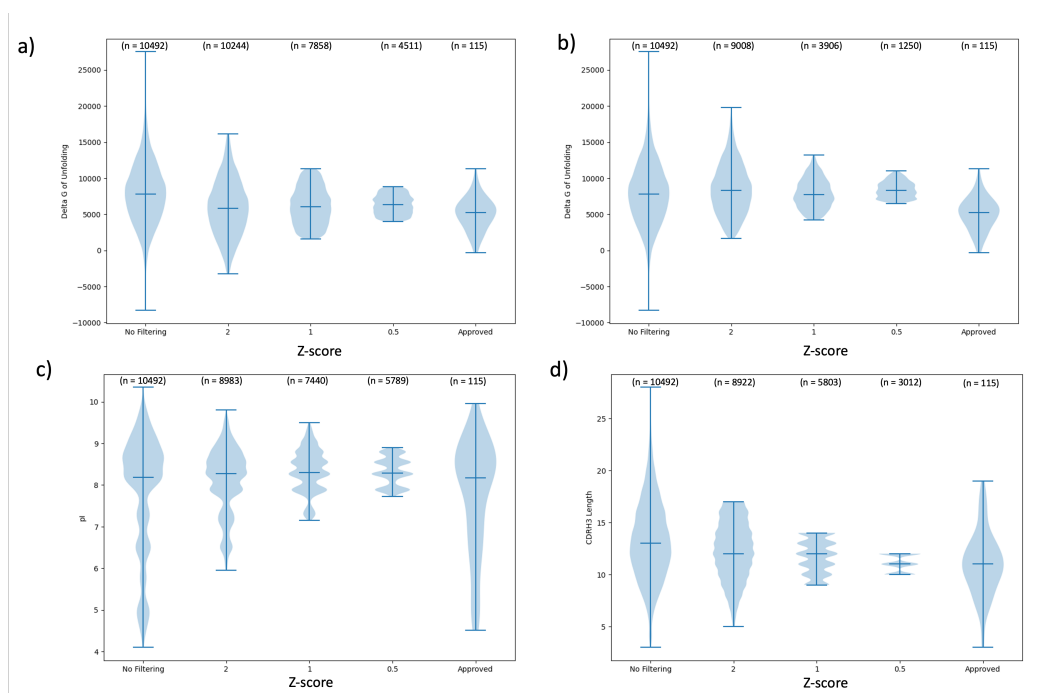 a)
(n = 10492) (n = 10244) (n = 7858) (n = 4511) (n = 115)
25000
20000
15000
10000
5000
0
−5000
−10000
Delta G of Unfolding
No Filtering 2 1 0.5 Approved
Z-score
b)
(n = 10492) (n = 9008) (n = 3906) (n = 1250) (n = 115)
25000
20000
15000
10000
5000
0
−5000
−10000
Delta G of Unfolding
No Filtering 2 1 0.5 Approved
Z-score
c)
(n = 10492) (n = 8983) (n = 7440) (n = 5789) (n = 115)
10
9
8
7
6
5
4
pI
No Filtering 2 1 0.5 Approved
Z-score
d)
(n = 10492) (n = 8922) (n = 5803) (n = 3012) (n = 115)
25
20
15
10
5
CDRH3 Length
No Filtering 2 1 0.5 Approved
Z-score